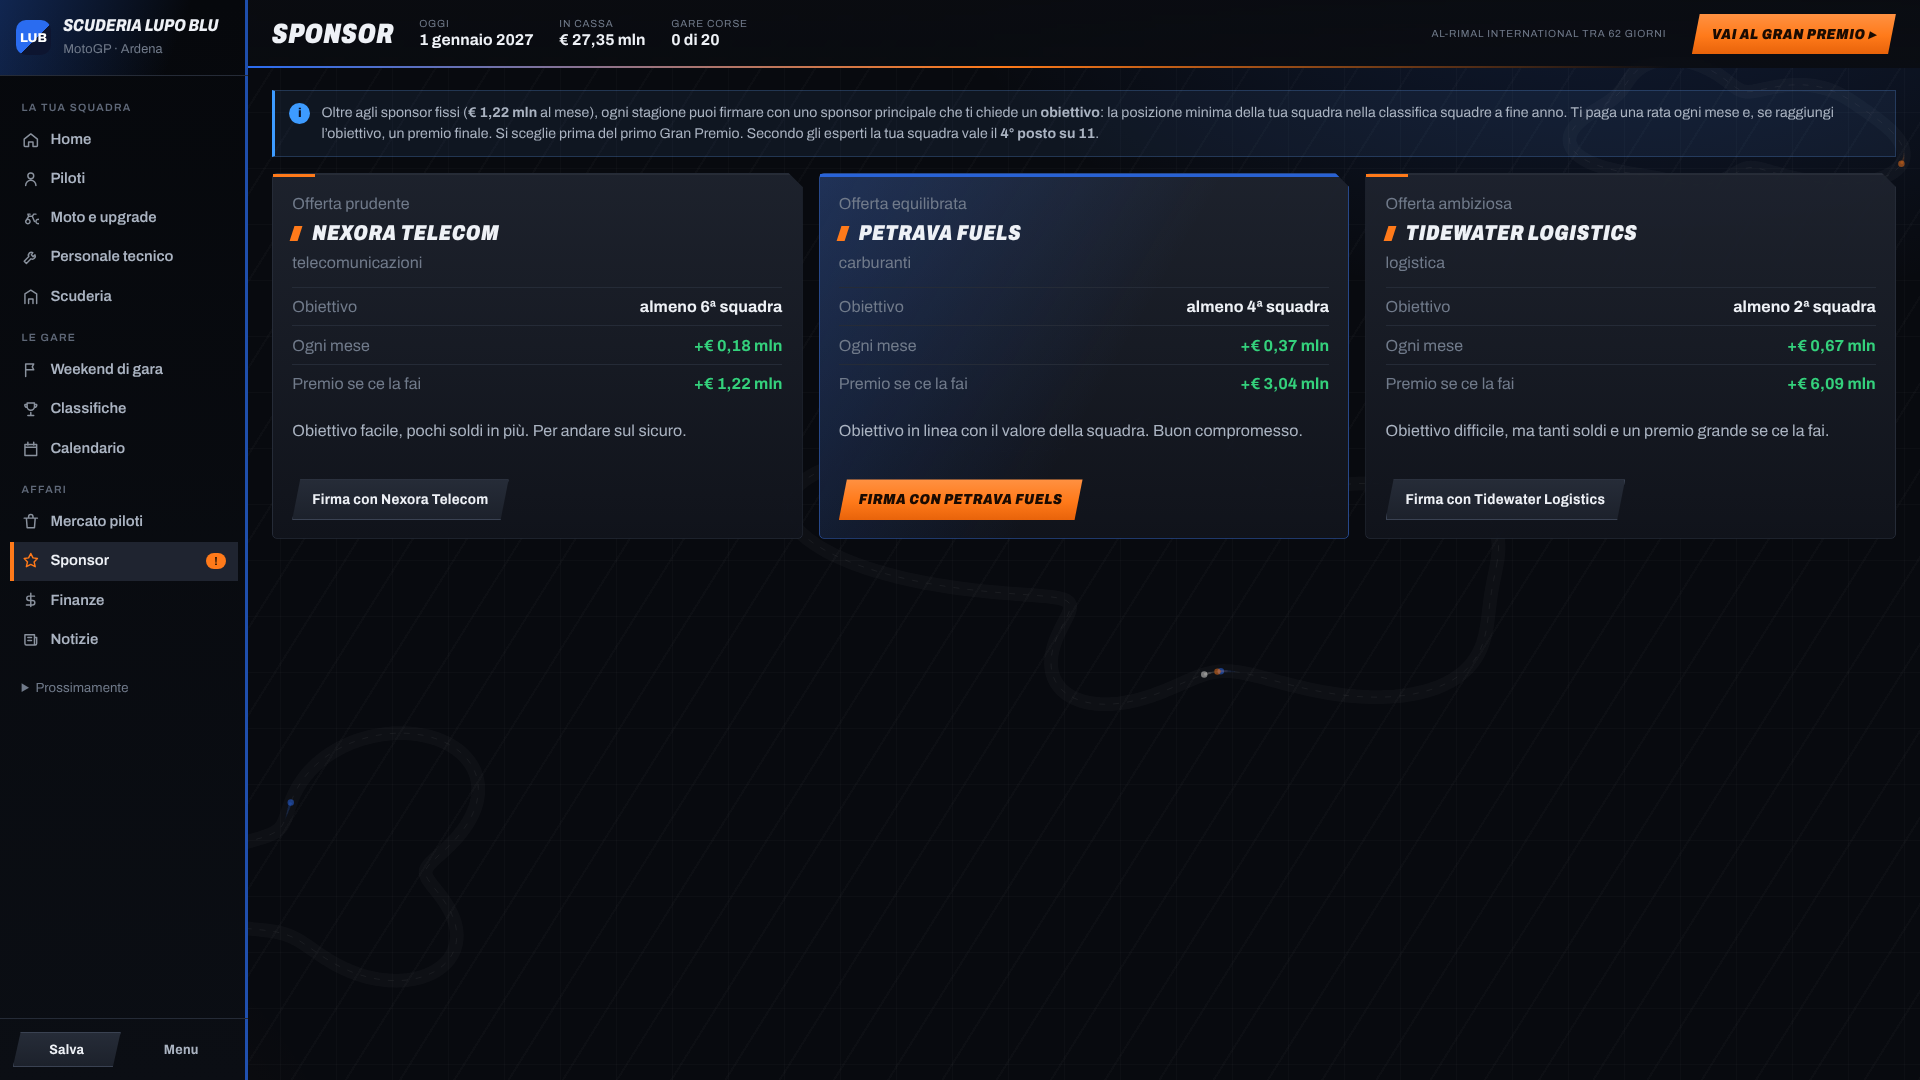 LUB
SCUDERIA LUPO BLU
MotoGP · Ardena
LA TUA SQUADRA
Home
Piloti
Moto e upgrade
Personale tecnico
Scuderia
LE GARE
Weekend di gara
Classifiche
Calendario
AFFARI
Mercato piloti
Sponsor !
Finanze
Notizie
▶ Prossimamente
Salva
Menu
SPONSOR
OGGI
1 gennaio 2027
IN CASSA
€ 27,35 mln
GARE CORSE
0 di 20
AL-RIMAL INTERNATIONAL TRA 62 GIORNI
VAI AL GRAN PREMIO ▸
i
Oltre agli sponsor fissi (€ 1,22 mln al mese), ogni stagione puoi firmare con uno sponsor principale che ti chiede un obiettivo: la posizione minima della tua squadra nella classifica squadre a fine anno. Ti paga una rata ogni mese e, se raggiungi
l'obiettivo, un premio finale. Si sceglie prima del primo Gran Premio. Secondo gli esperti la tua squadra vale il 4° posto su 11.
Offerta prudente
NEXORA TELECOM
telecomunicazioni
Obiettivo almeno 6ª squadra
Ogni mese +€ 0,18 mln
Premio se ce la fai +€ 1,22 mln
Obiettivo facile, pochi soldi in più. Per andare sul sicuro.
Firma con Nexora Telecom
Offerta equilibrata
PETRAVA FUELS
carburanti
Obiettivo almeno 4ª squadra
Ogni mese +€ 0,37 mln
Premio se ce la fai +€ 3,04 mln
Obiettivo in linea con il valore della squadra. Buon compromesso.
FIRMA CON PETRAVA FUELS
Offerta ambiziosa
TIDEWATER LOGISTICS
logistica
Obiettivo almeno 2ª squadra
Ogni mese +€ 0,67 mln
Premio se ce la fai +€ 6,09 mln
Obiettivo difficile, ma tanti soldi e un premio grande se ce la fai.
Firma con Tidewater Logistics